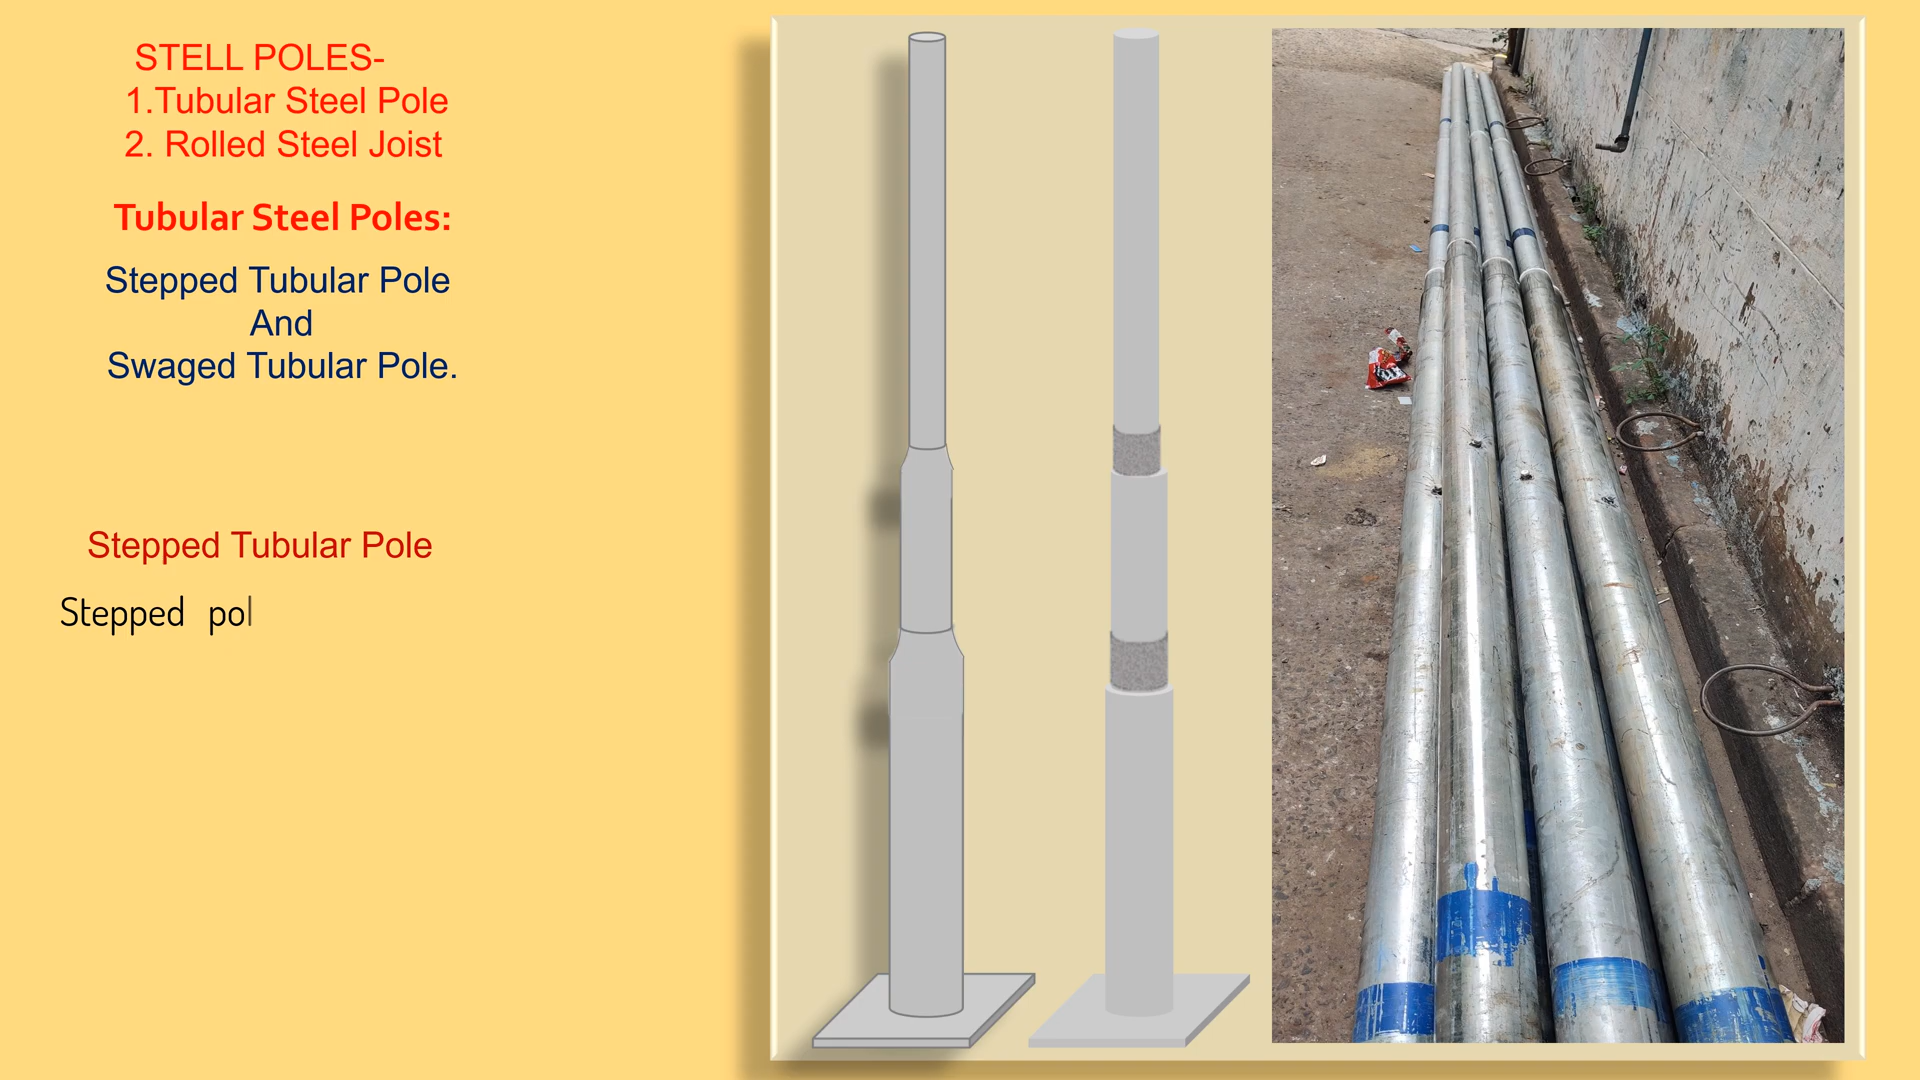 STELL POLES-
1.Tubular Steel Pole
2. Rolled Steel Joist
Tubular Steel Poles:
Stepped Tubular Pole
And
Swaged Tubular Pole.
Stepped Tubular Pole
Stepped pol